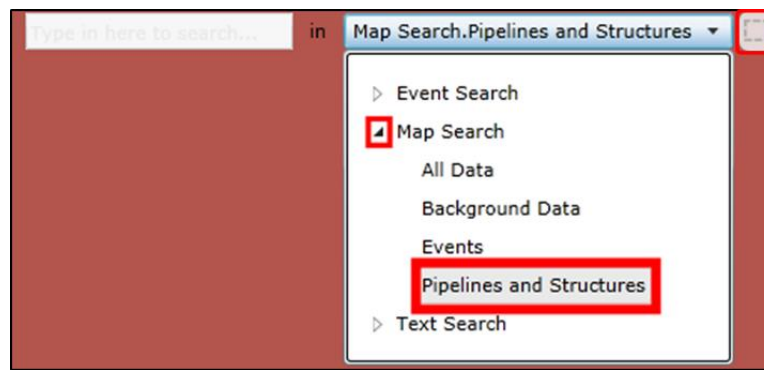 Type in here to search... in Map Search.Pipelines and Structures
Event Search
Map Search
All Data
Background Data
Events
Pipelines and Structures
Text Search